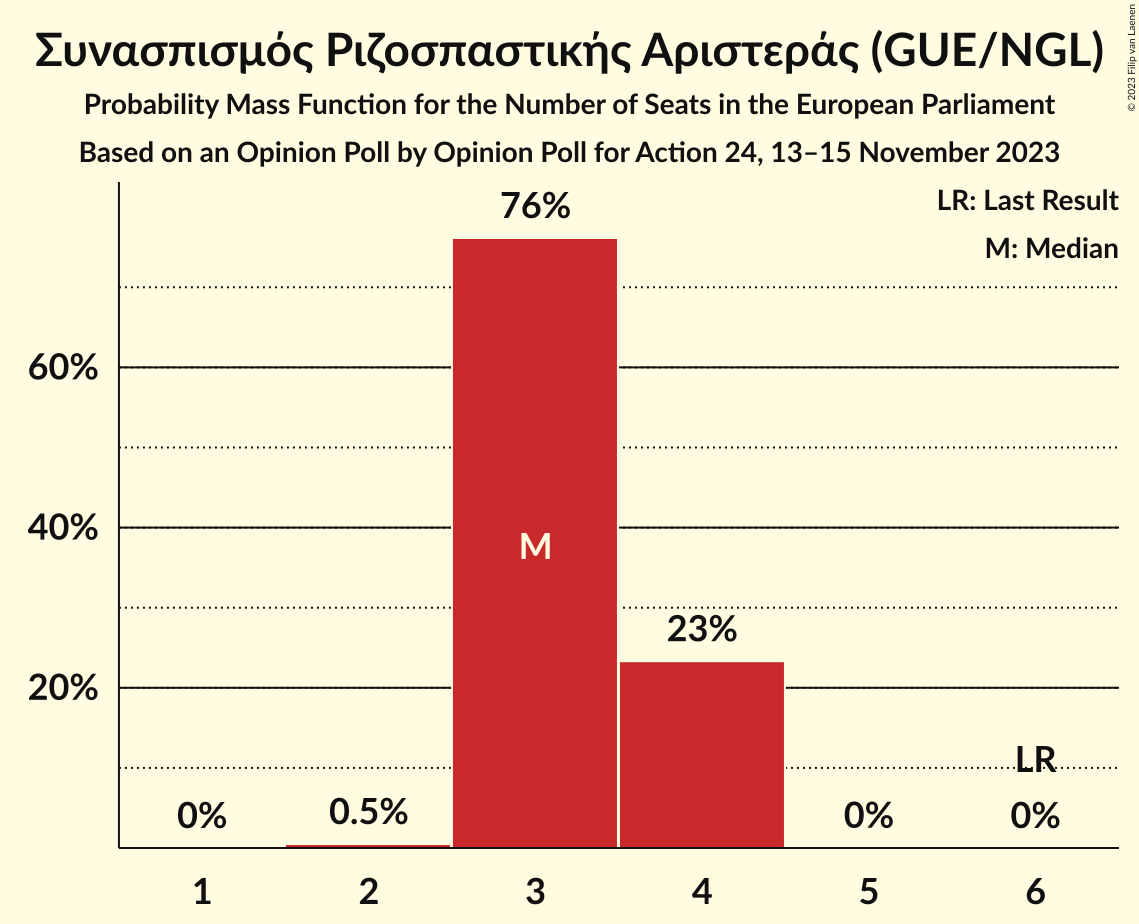 Συνασπισμός Ριζοσπαστικής Αριστεράς (GUE/NGL)
Probability Mass Function for the Number of Seats in the European Parliament
Based on an Opinion Poll by Opinion Poll for Action 24, 13–15 November 2023
© 2023 Filip van Laenen
LR: Last Result
M: Median
76%
60%
40%
M
23%
20%
LR
0%
0.5%
0%
0%
1
2
3
4
5
6